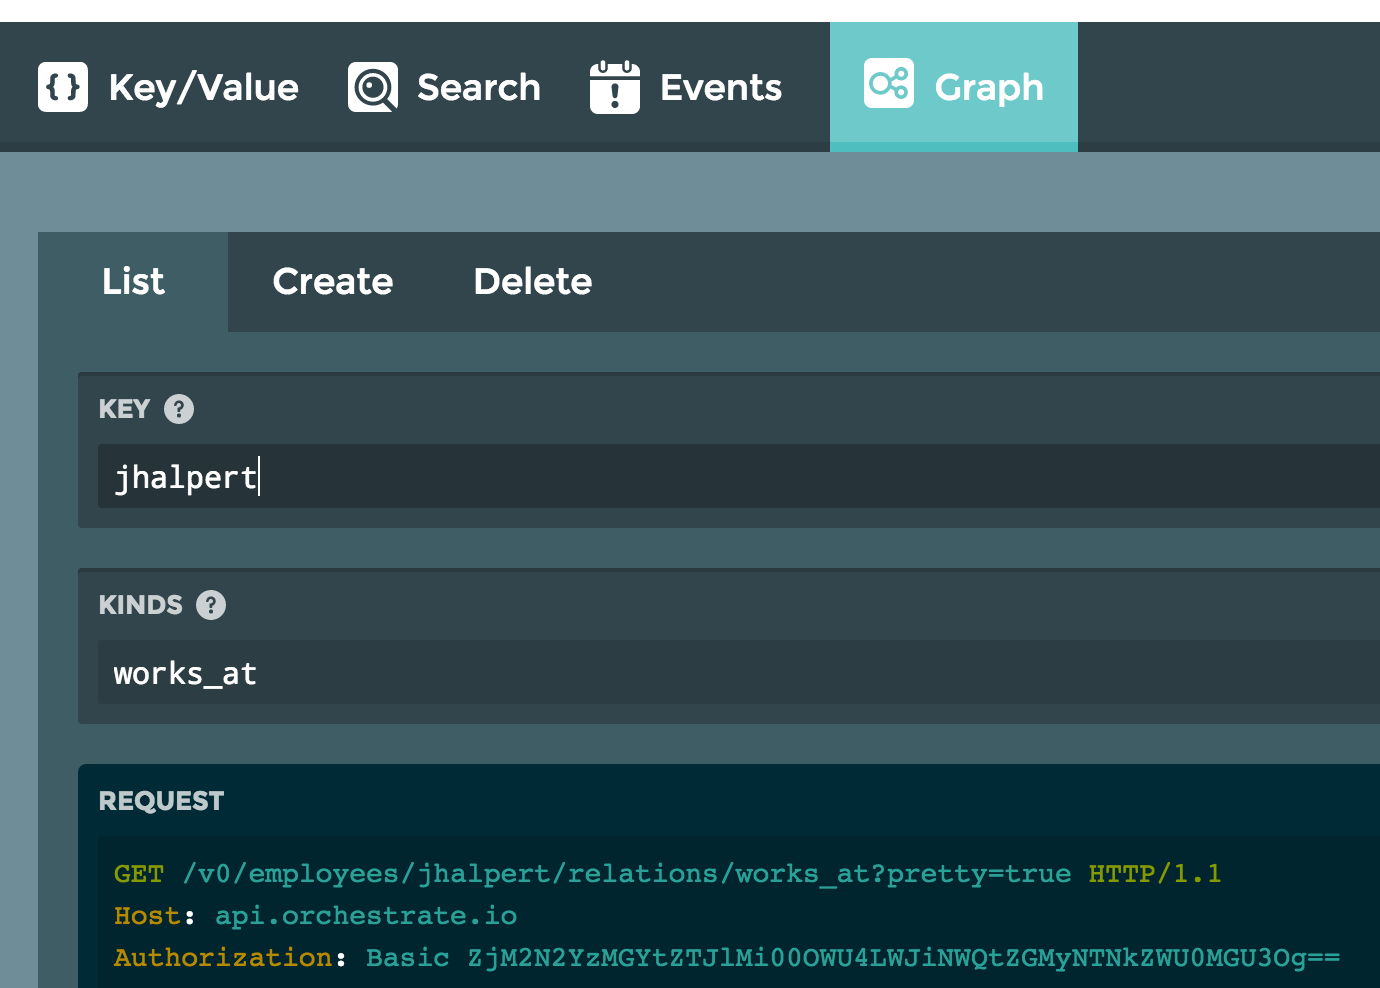 Key/Value Search Events Graph
List Create Delete
KEY ?
jhalpert
KINDS ?
works_at
REQUEST
GET /v0/employees/jhalpert/relations/works_at?pretty=true HTTP/1.1
Host: api.orchestrate.io
Authorization: Basic ZjM2N2YzMGYtZTJlMi00OWU4LWJiNWQtZGMyNTNkZWU0MGU3Og==